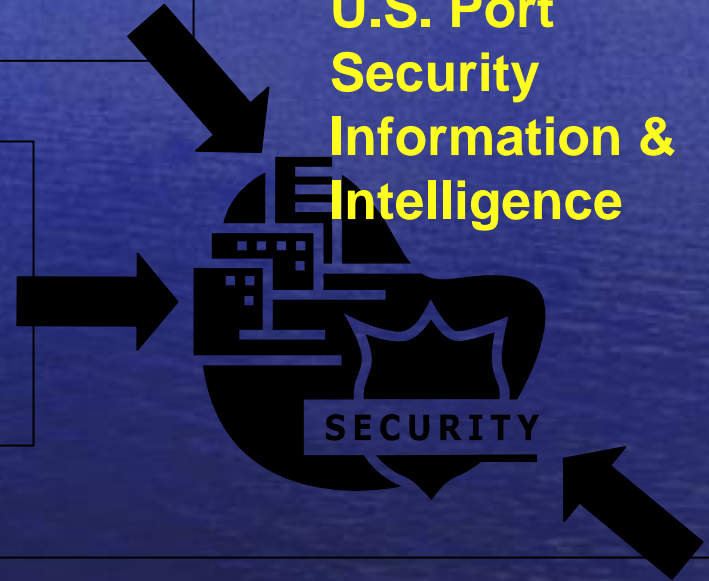 U.S. Port
Security
Information &
Intelligence
SECURITY